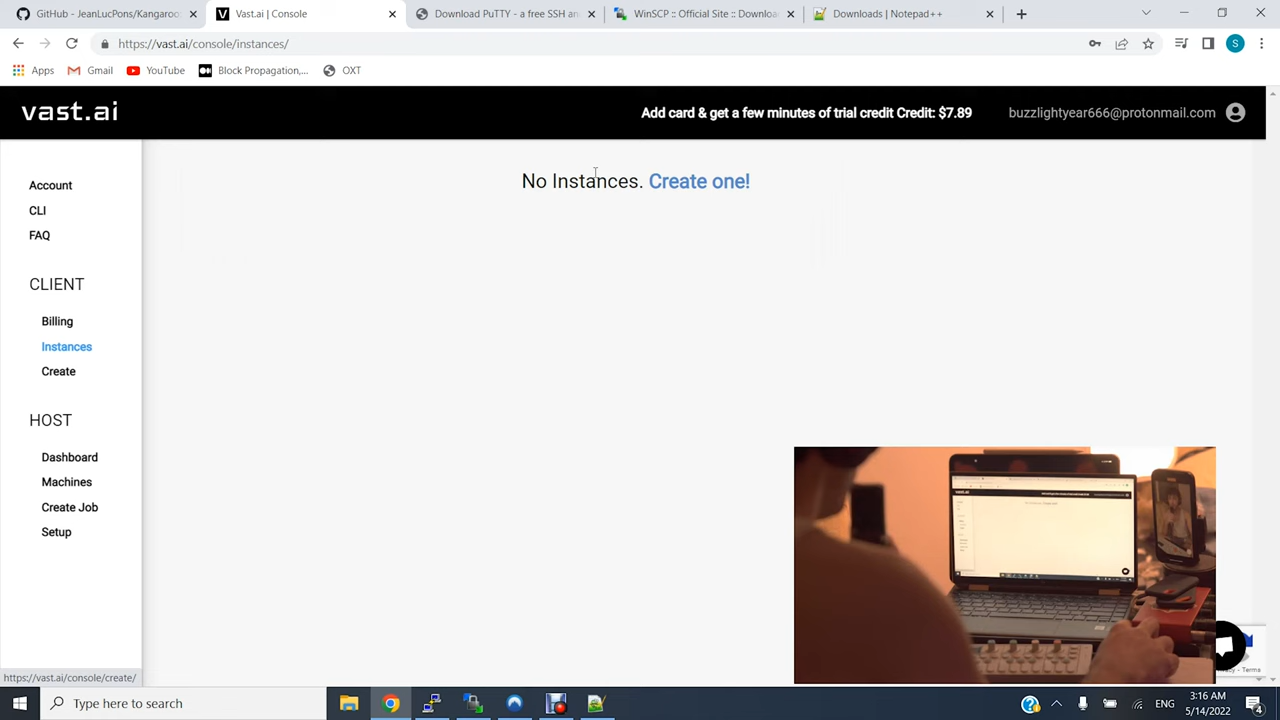 GitHub - JeanLucPons/Kangaroo
Vast.ai | Console
Download PuTTY - a free SSH an
WinSCP :: Official Site :: Downloa
Downloads | Notepad++
https://vast.ai/console/instances/
S
Apps
Gmail
YouTube
Block Propagation,...
OXT
vast.ai
Add card & get a few minutes of trial credit Credit: $7.89
buzzlightyear666@protonmail.com
No Instances. Create one!
Account
CLI
FAQ
CLIENT
Billing
Instances
Create
HOST
Dashboard
Machines
Create Job
Setup
- Terms
https://vast.ai/console/create/
Type here to search
ENG
3:16 AM
5/14/2022
4